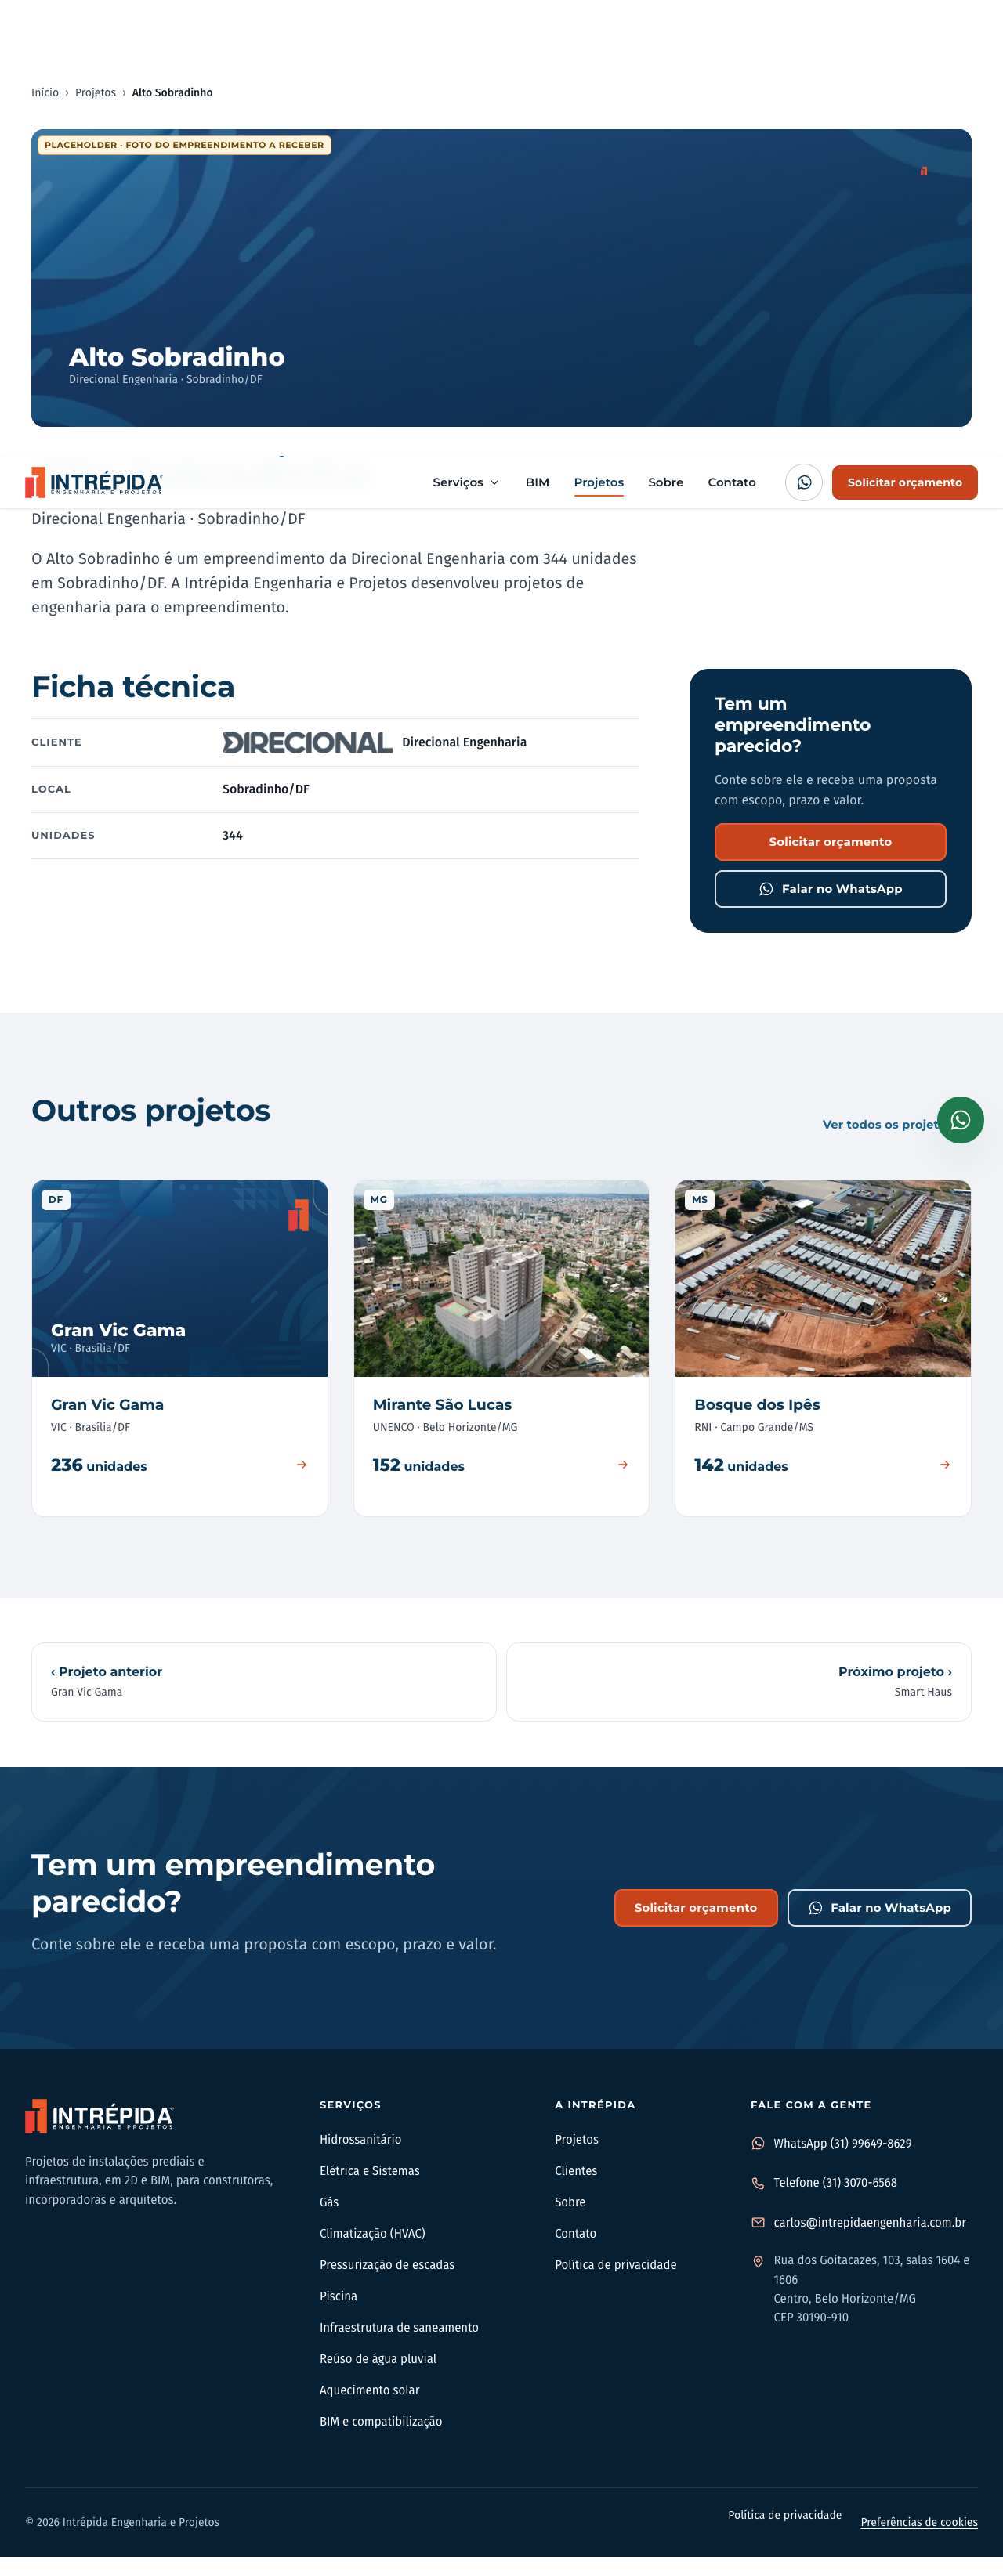 Início › Projetos › Alto Sobradinho
PLACEHOLDER · FOTO DO EMPREENDIMENTO A RECEBER
Alto Sobradinho
Direcional Engenharia · Sobradinho/DF
INTRÉPIDA
ENGENHARIA E PROJETOS
Serviços
BIM
Projetos
Sobre
Contato
Solicitar orçamento
Direcional Engenharia · Sobradinho/DF
O Alto Sobradinho é um empreendimento da Direcional Engenharia com 344 unidades
em Sobradinho/DF. A Intrépida Engenharia e Projetos desenvolveu projetos de
engenharia para o empreendimento.
Ficha técnica
CLIENTE
DIRECIONAL
Direcional Engenharia
LOCAL
Sobradinho/DF
UNIDADES
344
Tem um
empreendimento
parecido?
Conte sobre ele e receba uma proposta
com escopo, prazo e valor.
Solicitar orçamento
Falar no WhatsApp
Outros projetos
Ver todos os projet
DF
Gran Vic Gama
VIC · Brasília/DF
Gran Vic Gama
VIC · Brasília/DF
236 unidades
MG
Mirante São Lucas
UNENCO · Belo Horizonte/MG
152 unidades
MS
Bosque dos Ipês
RNI · Campo Grande/MS
142 unidades
‹ Projeto anterior
Gran Vic Gama
Próximo projeto ›
Smart Haus
Tem um empreendimento
parecido?
Conte sobre ele e receba uma proposta com escopo, prazo e valor.
Solicitar orçamento
Falar no WhatsApp
INTRÉPIDA
ENGENHARIA E PROJETOS
Projetos de instalações prediais e
infraestrutura, em 2D e BIM, para construtoras,
incorporadoras e arquitetos.
SERVIÇOS
Hidrossanitário
Elétrica e Sistemas
Gás
Climatização (HVAC)
Pressurização de escadas
Piscina
Infraestrutura de saneamento
Reúso de água pluvial
Aquecimento solar
BIM e compatibilização
A INTRÉPIDA
Projetos
Clientes
Sobre
Contato
Política de privacidade
FALE COM A GENTE
WhatsApp (31) 99649-8629
Telefone (31) 3070-6568
carlos@intrepidaengenharia.com.br
Rua dos Goitacazes, 103, salas 1604 e
1606
Centro, Belo Horizonte/MG
CEP 30190-910
© 2026 Intrépida Engenharia e Projetos
Política de privacidade
Preferências de cookies